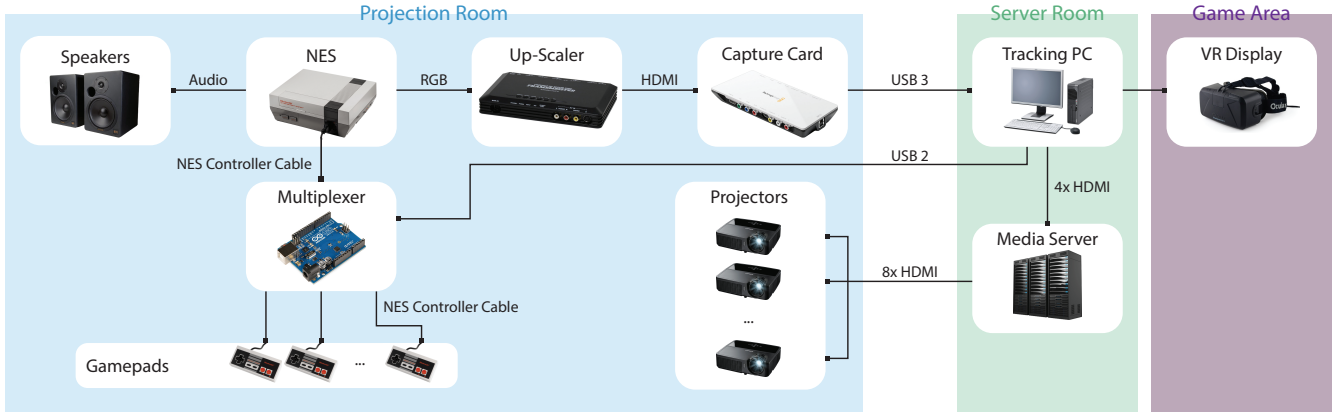 Projection Room
Server Room
Game Area
Speakers
NES
Up-Scaler
Capture Card
Tracking PC
VR Display
Audio
RGB
HDMI
USB 3
Oculus
NES Controller Cable
USB 2
Multiplexer
Projectors
4x HDMI
ARDUINO
Media Server
8x HDMI
NES Controller Cable
...
Gamepads
...